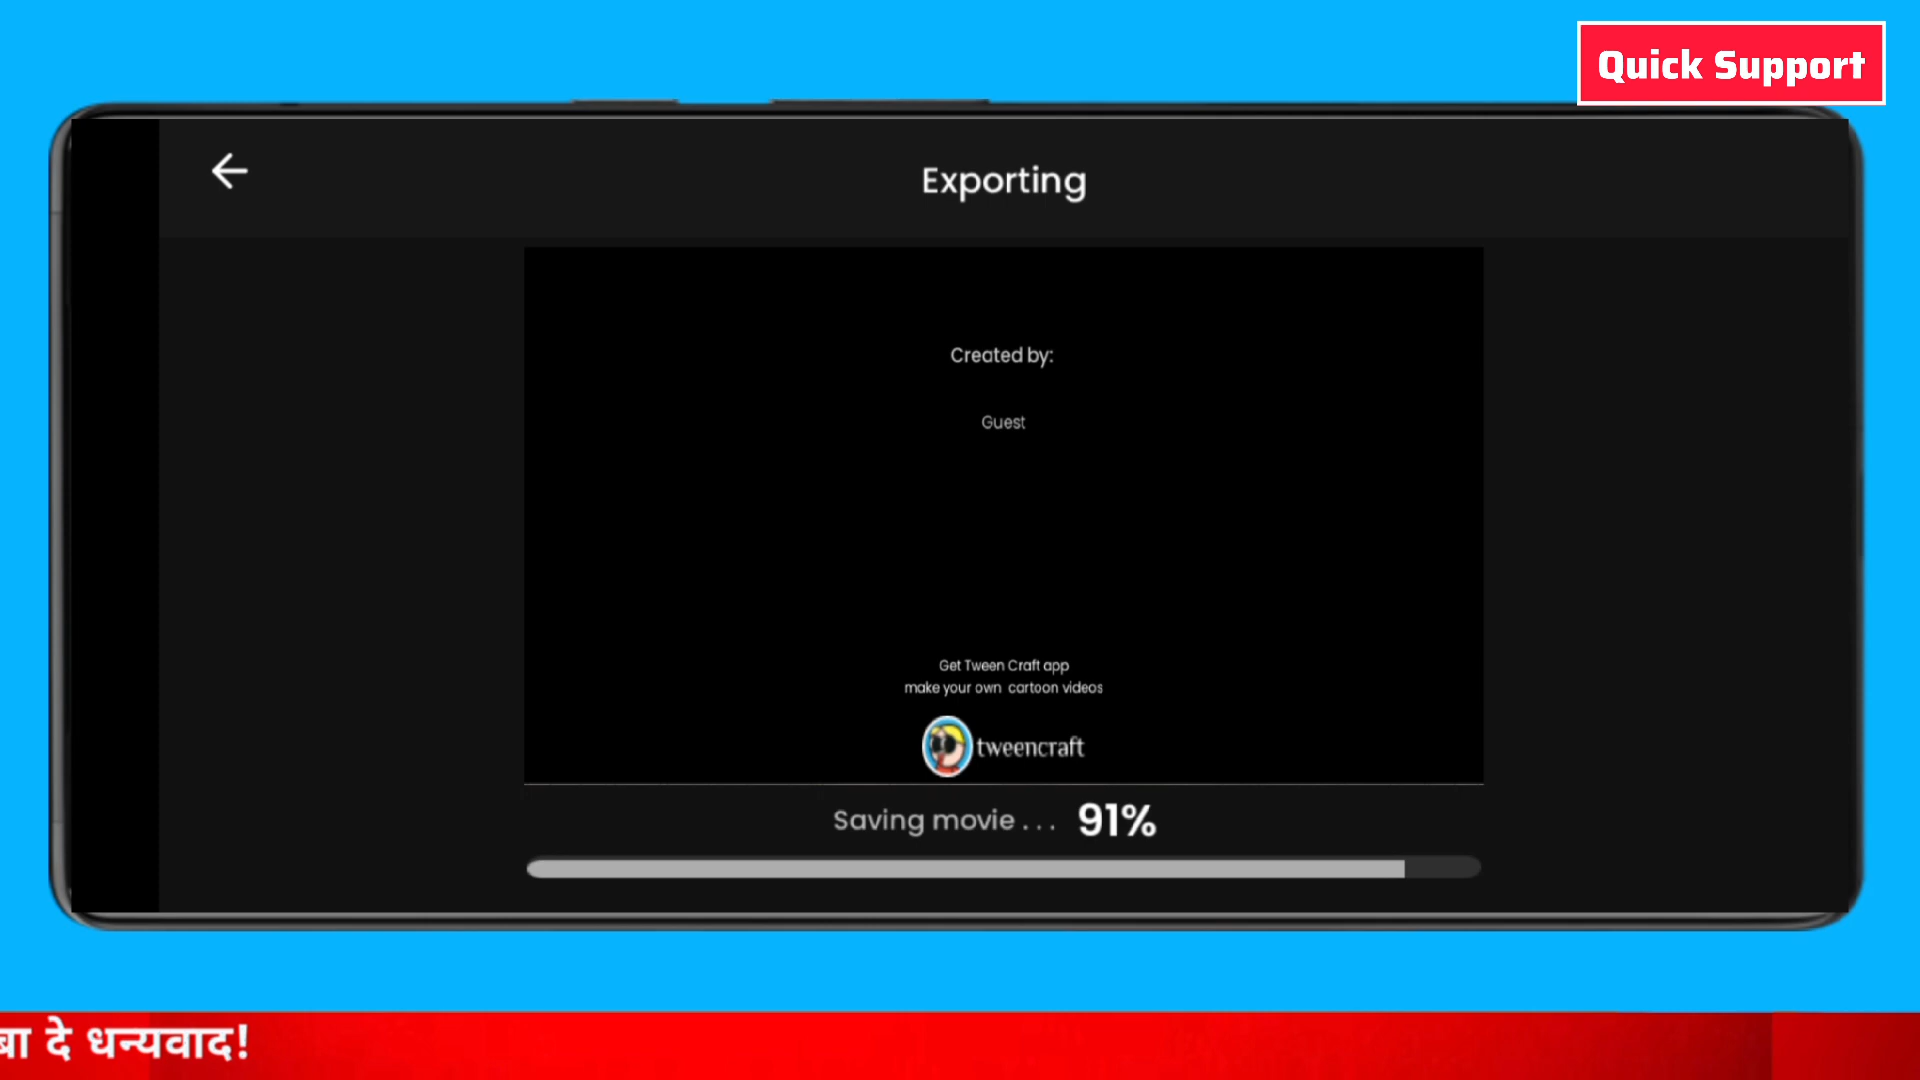 Quick Support
Exporting
Created by:
Guest
Get Tween Craft app
make your own cartoon videos
tweencraft
Saving movie . . . 91%
दे धन्यवाद!